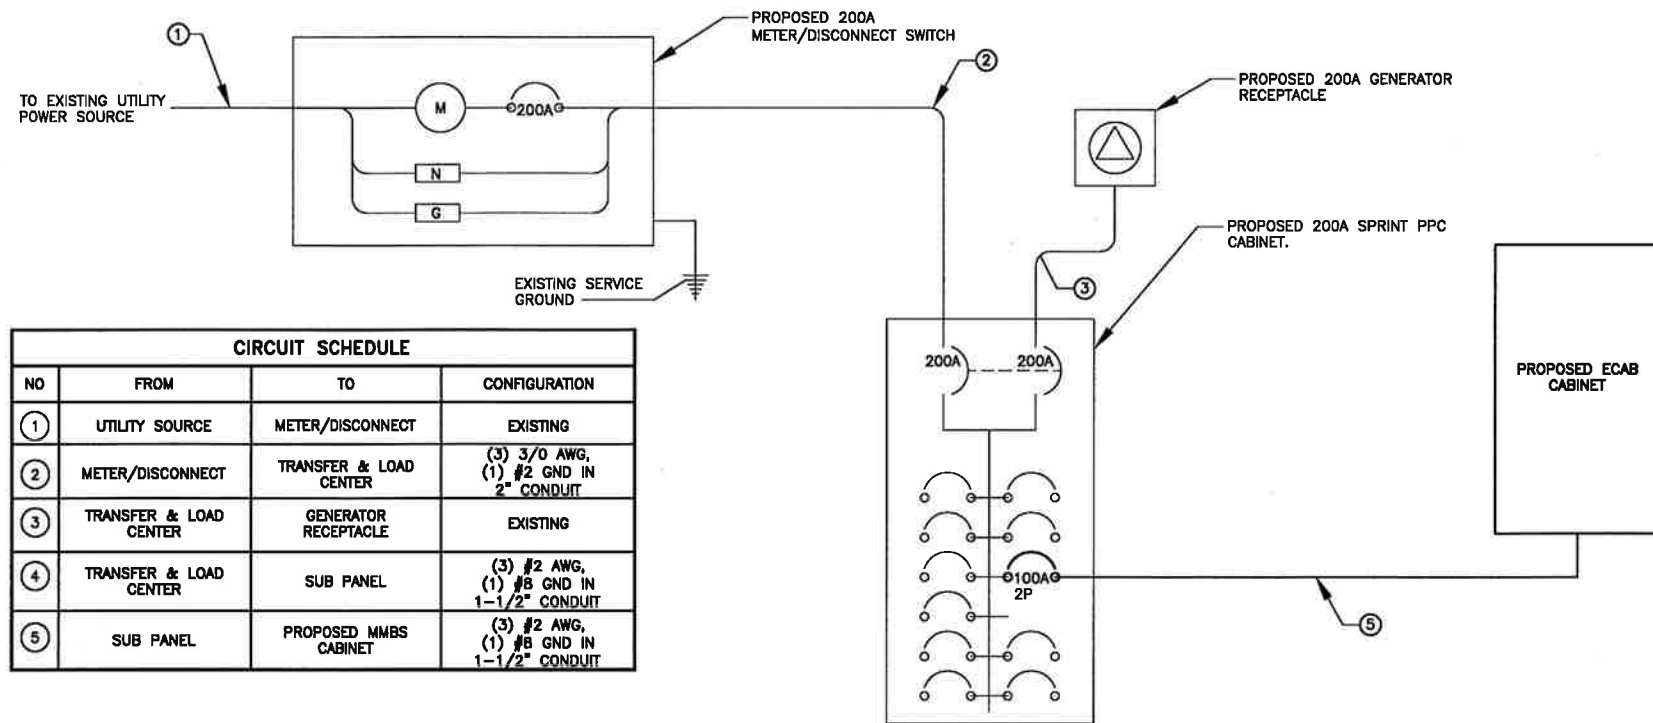 1
PROPOSED 200A
METER/DISCONNECT SWITCH
2
PROPOSED 200A GENERATOR
RECEPTACLE
TO EXISTING UTILITY
POWER SOURCE
M
200A
N
G
PROPOSED 200A SPRINT PPC
CABINET.
3
EXISTING SERVICE
GROUND
200A
200A
PROPOSED ECAB
CABINET
100A
2P
5
CIRCUIT SCHEDULE
NO FROM TO CONFIGURATION
1 UTILITY SOURCE METER/DISCONNECT EXISTING
2 METER/DISCONNECT TRANSFER & LOAD
CENTER (3) 3/0 AWG,
(1) #2 GND IN
2" CONDUIT
3 TRANSFER & LOAD
CENTER GENERATOR
RECEPTACLE EXISTING
4 TRANSFER & LOAD
CENTER SUB PANEL (3) #2 AWG,
(1) #8 GND IN
1-1/2" CONDUIT
5 SUB PANEL PROPOSED MMBS
CABINET (3) #2 AWG,
(1) #8 GND IN
1-1/2" CONDUIT